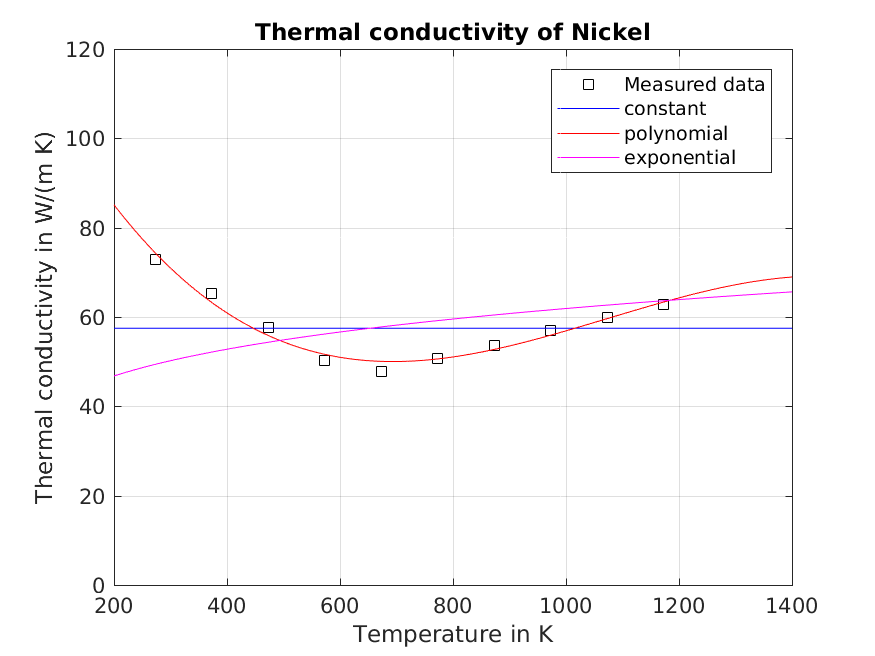 Thermal conductivity of Nickel
120
100
80
60
40
20
0
Thermal conductivity in W/(m K)
Measured data
constant
polynomial
exponential
200 400 600 800 1000 1200 1400
Temperature in K